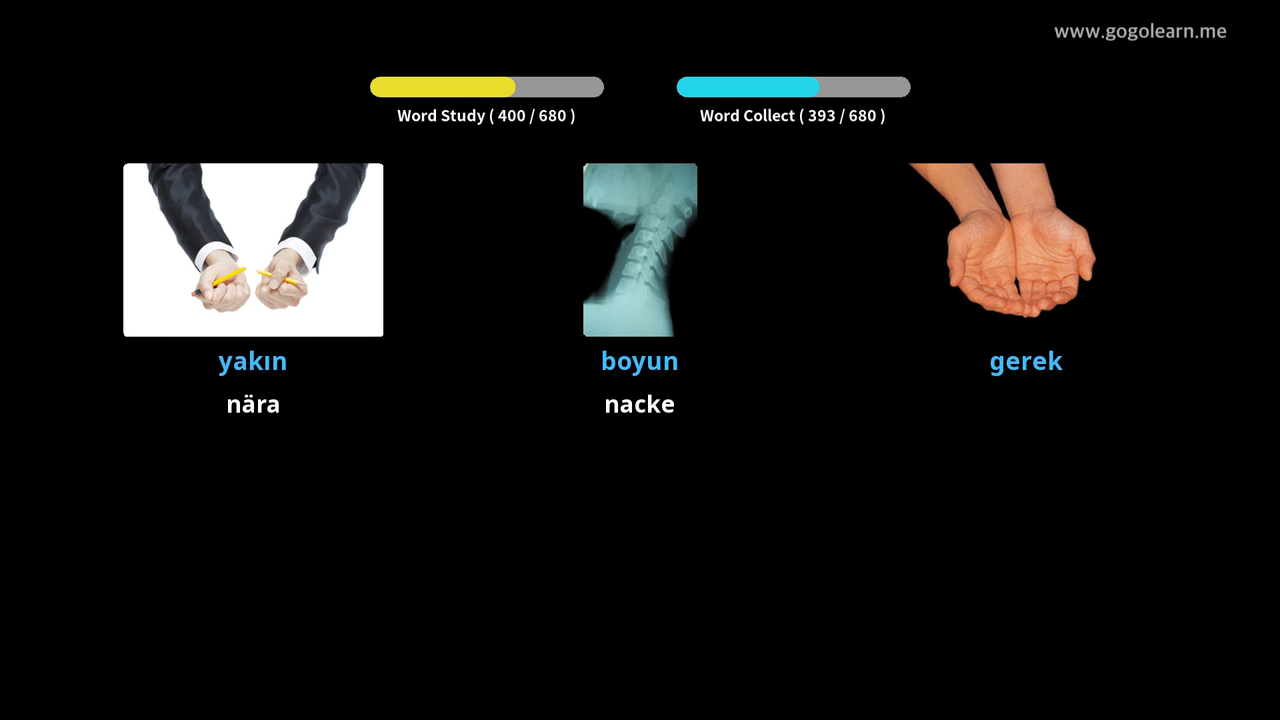 www.gogolearn.me
Word Study ( 400 / 680 )
Word Collect ( 393 / 680 )
yakın
boyun
gerek
nära
nacke